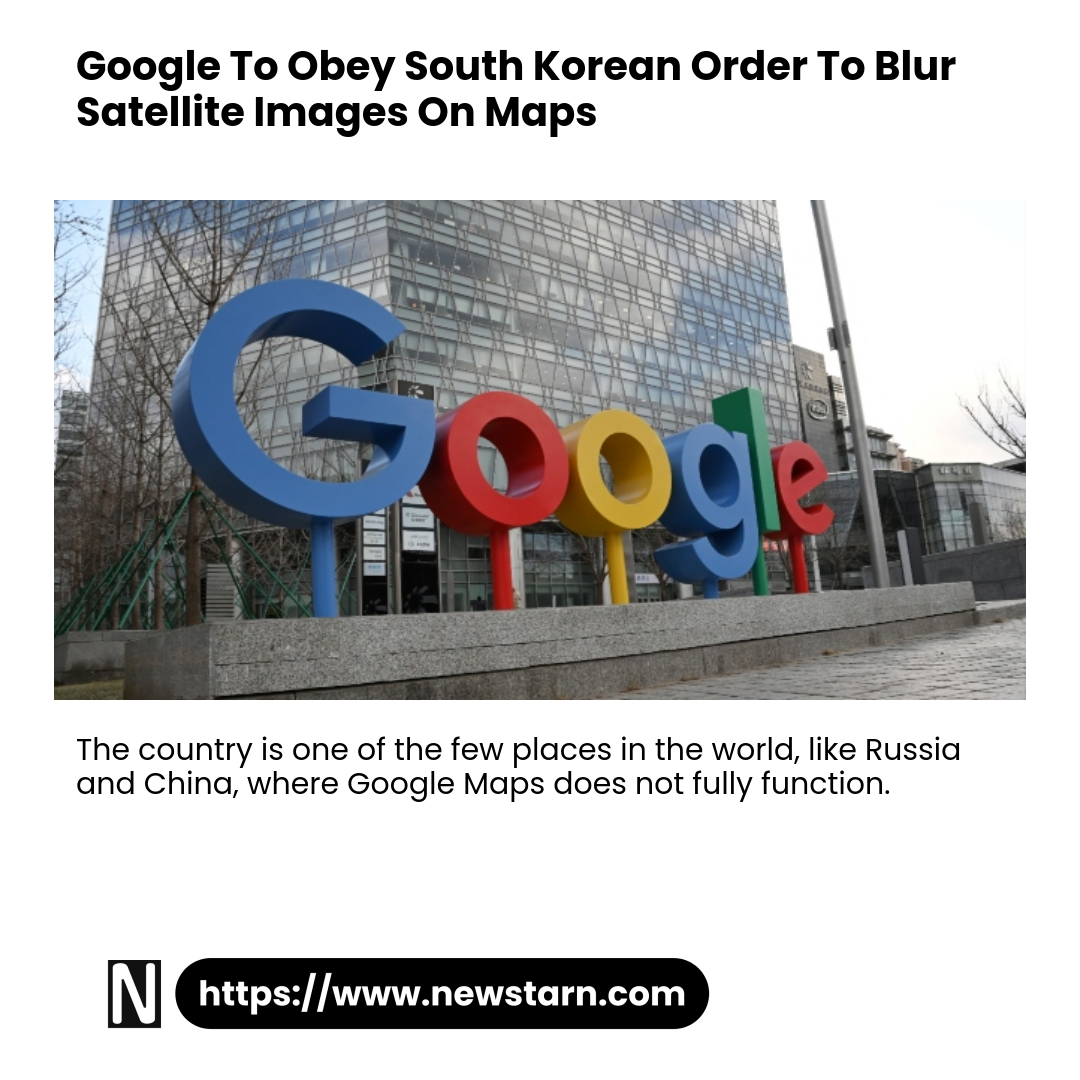 Google To Obey South Korean Order To Blur
Satellite Images On Maps
Google
The country is one of the few places in the world, like Russia
and China, where Google Maps does not fully function.
N
https://www.newstarn.com